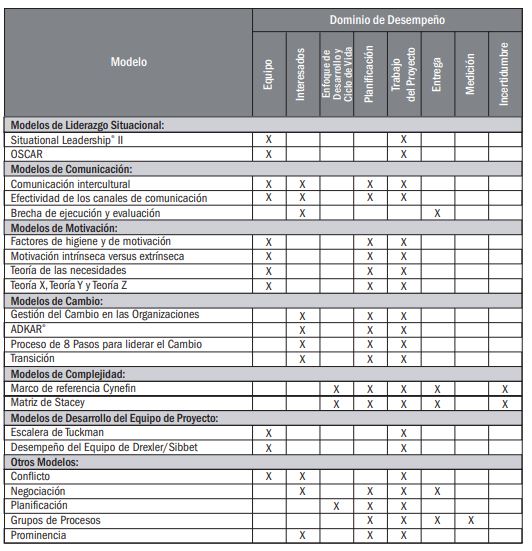 Dominio de Desempeño
Modelo
Equipo
Interesados
Enfoque de
Desarrollo y
Ciclo de Vida
Planificación
Trabajo
del Proyecto
Entrega
Medición
Incertidumbre
Modelos de Liderazgo Situacional:
Situational Leadership® II X X
OSCAR X X
Modelos de Comunicación:
Comunicación intercultural X X X X
Efectividad de los canales de comunicación X X X X
Brecha de ejecución y evaluación X X
Modelos de Motivación:
Factores de higiene y de motivación X X X
Motivación intrínseca versus extrínseca X X X
Teoría de las necesidades X X X
Teoría X, Teoría Y y Teoría Z X X X
Modelos de Cambio:
Gestión del Cambio en las Organizaciones X X X
ADKAR® X X X
Proceso de 8 Pasos para liderar el Cambio X X X
Transición X X X
Modelos de Complejidad:
Marco de referencia Cynefin X X X X X
Matriz de Stacey X X X X X
Modelos de Desarrollo del Equipo de Proyecto:
Escalera de Tuckman X X
Desempeño del Equipo de Drexler/Sibbet X X
Otros Modelos:
Conflicto X X X
Negociación X X X X
Planificación X X X
Grupos de Procesos X X X X
Prominencia X X X